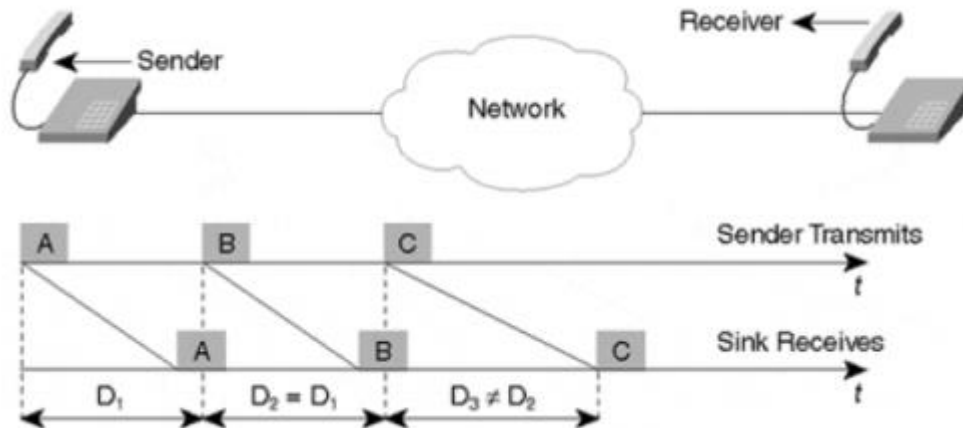 Receiver
Sender
Network
A B C Sender Transmits
t
A B C Sink Receives
D₁ D₂ = D₁ D₃ ≠ D₂ t